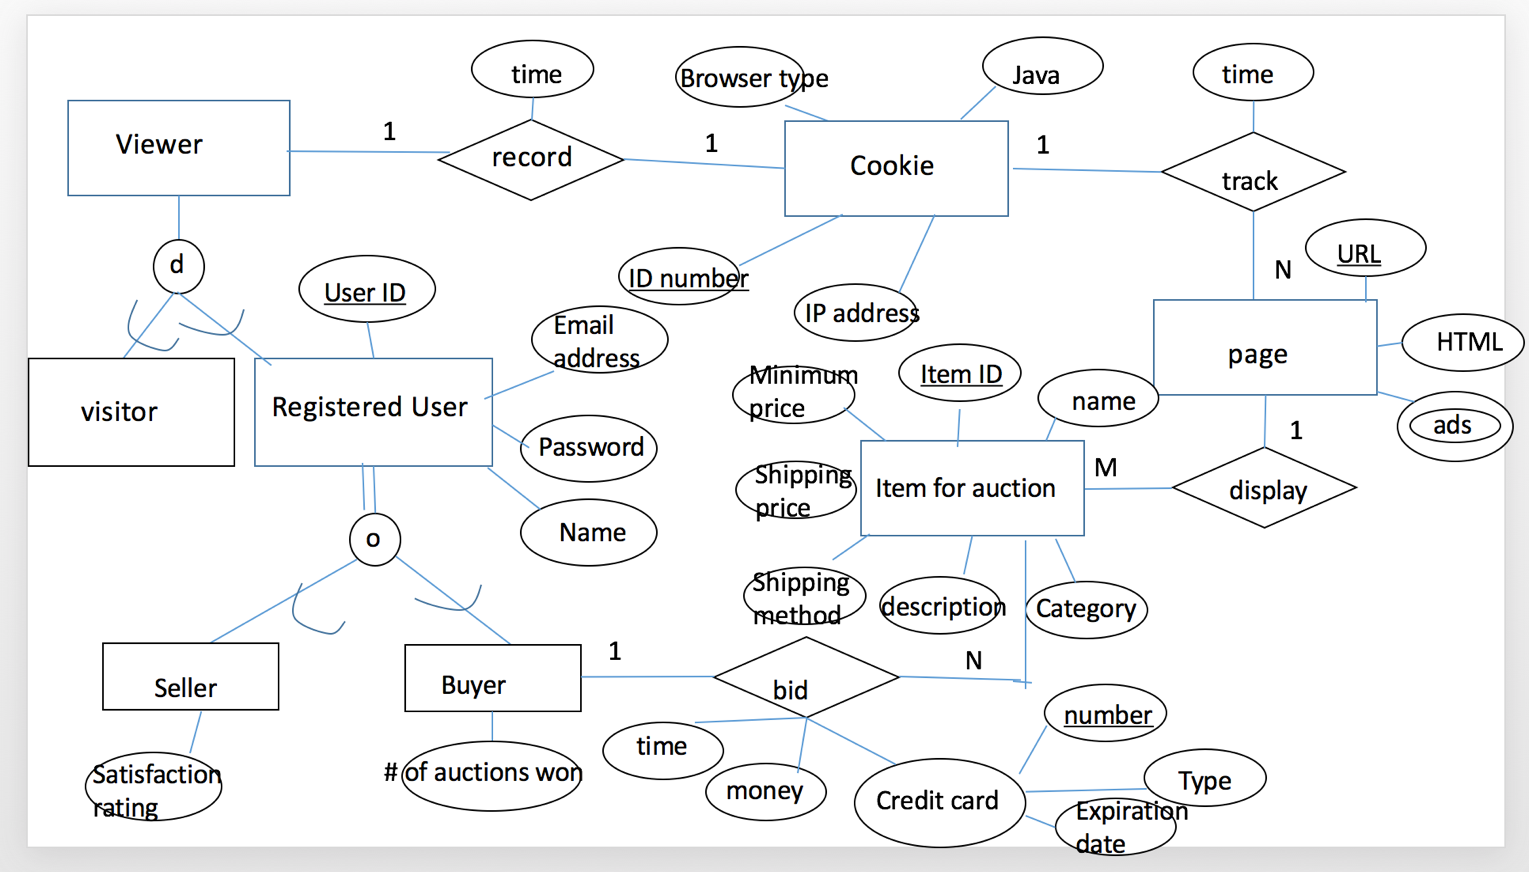 time
Browser type
Java
time
Viewer
1
record
1
Cookie
1
track
d
User ID
ID number
IP address
N
URL
Email
address
page
HTML
visitor
Registered User
Minimum
price
Item ID
name
ads
1
Password
Shipping
price
Item for auction
M
display
Name
o
Shipping
method
description
Category
Seller
Buyer
1
bid
N
number
time
Satisfaction
rating
# of auctions won
money
Credit card
Type
Expiration
date